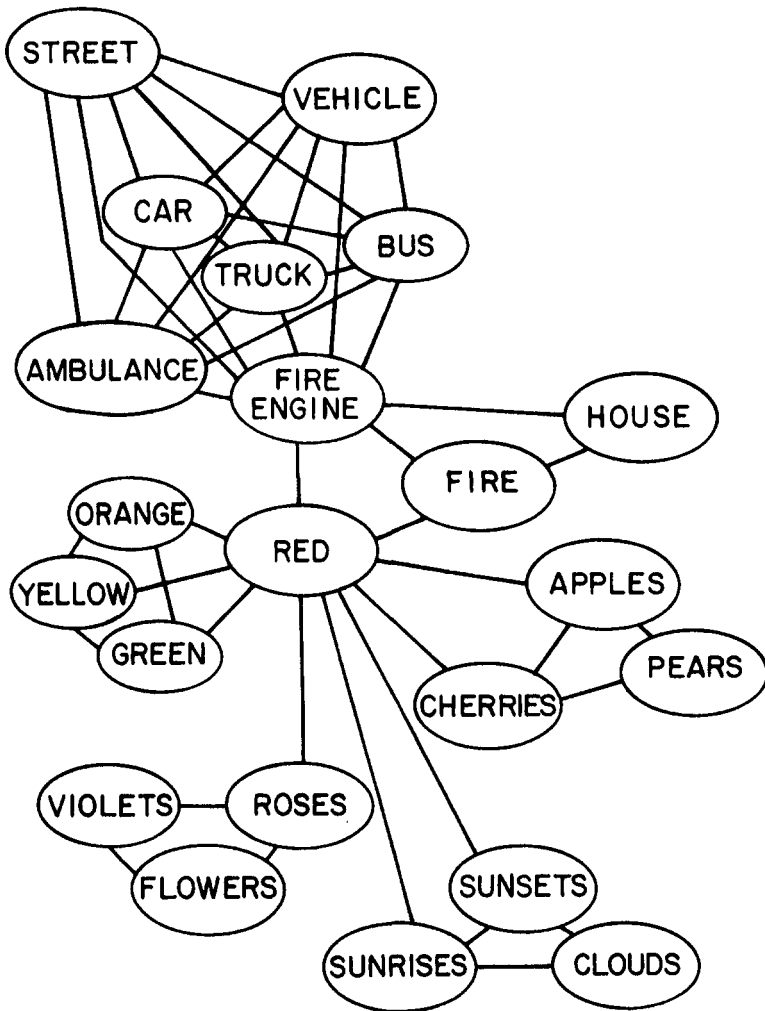 STREET
VEHICLE
CAR
BUS
TRUCK
AMBULANCE
FIRE
ENGINE
HOUSE
FIRE
ORANGE
RED
YELLOW
APPLES
GREEN
PEARS
CHERRIES
VIOLETS
ROSES
FLOWERS
SUNSETS
SUNRISES
CLOUDS